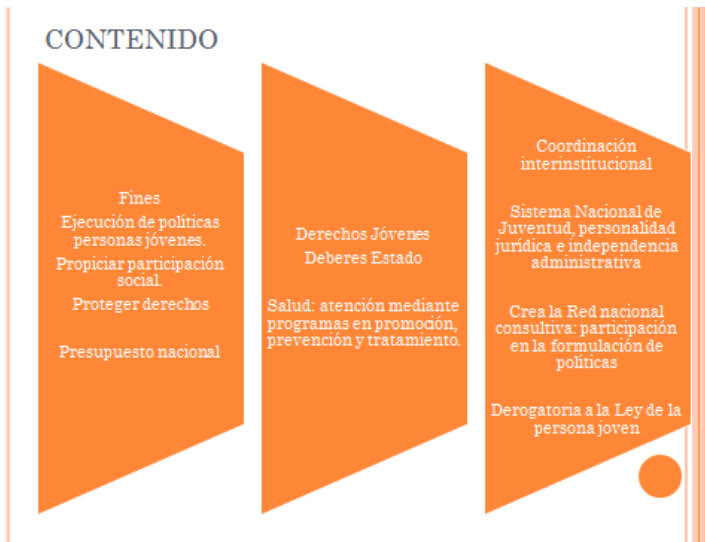 CONTENIDO
Fines
Ejecución de políticas
personas jóvenes.
Propiciar participación
social.
Proteger derechos
Presupuesto nacional
Derechos Jóvenes
Deberes Estado
Salud: atención mediante
programas en promoción,
prevención y tratamiento.
Coordinación
interinstitucional
Sistema Nacional de
Juventud, personalidad
jurídica e independencia
administrativa
Crea la Red nacional
consultiva: participación
en la formulación de
políticas
Derogatoria a la Ley de la
persona joven